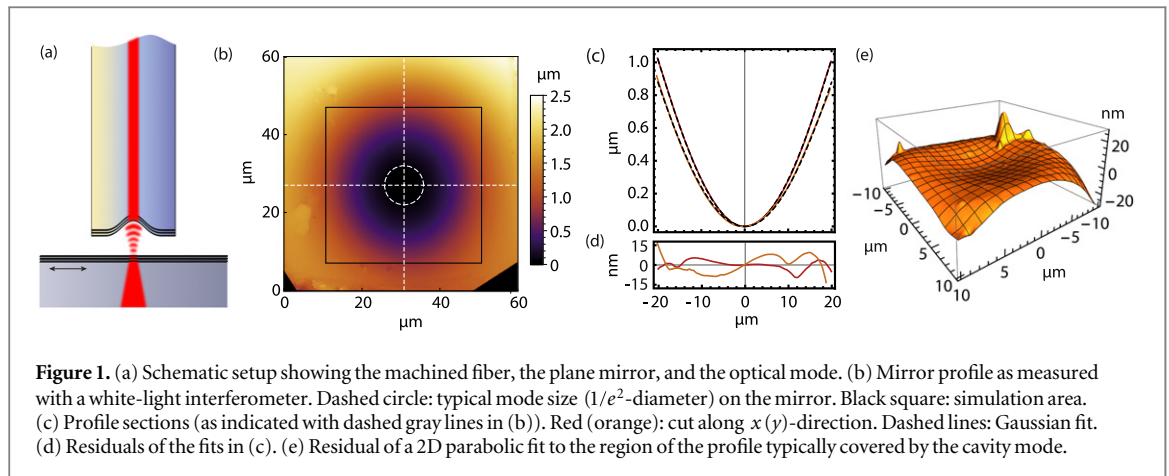 (a)
(b)
60
40
20
0
μm
0
20
40
60
μm
μm
2.5
2.0
1.5
1.0
0.5
0
(c)
1.0
0.8
0.6
0.4
0.2
0.0
μm
(d)
15
0
-15
nm
-20
-10
0
10
20
μm
(e)
nm
20
0
-20
-10
-5
0
5
10
μm
-10
-5
0
5
10
μm
Figure 1. (a) Schematic setup showing the machined fiber, the plane mirror, and the optical mode. (b) Mirror profile as measured
with a white-light interferometer. Dashed circle: typical mode size (1/e²-diameter) on the mirror. Black square: simulation area.
(c) Profile sections (as indicated with dashed gray lines in (b)). Red (orange): cut along x (y)-direction. Dashed lines: Gaussian fit.
(d) Residuals of the fits in (c). (e) Residual of a 2D parabolic fit to the region of the profile typically covered by the cavity mode.